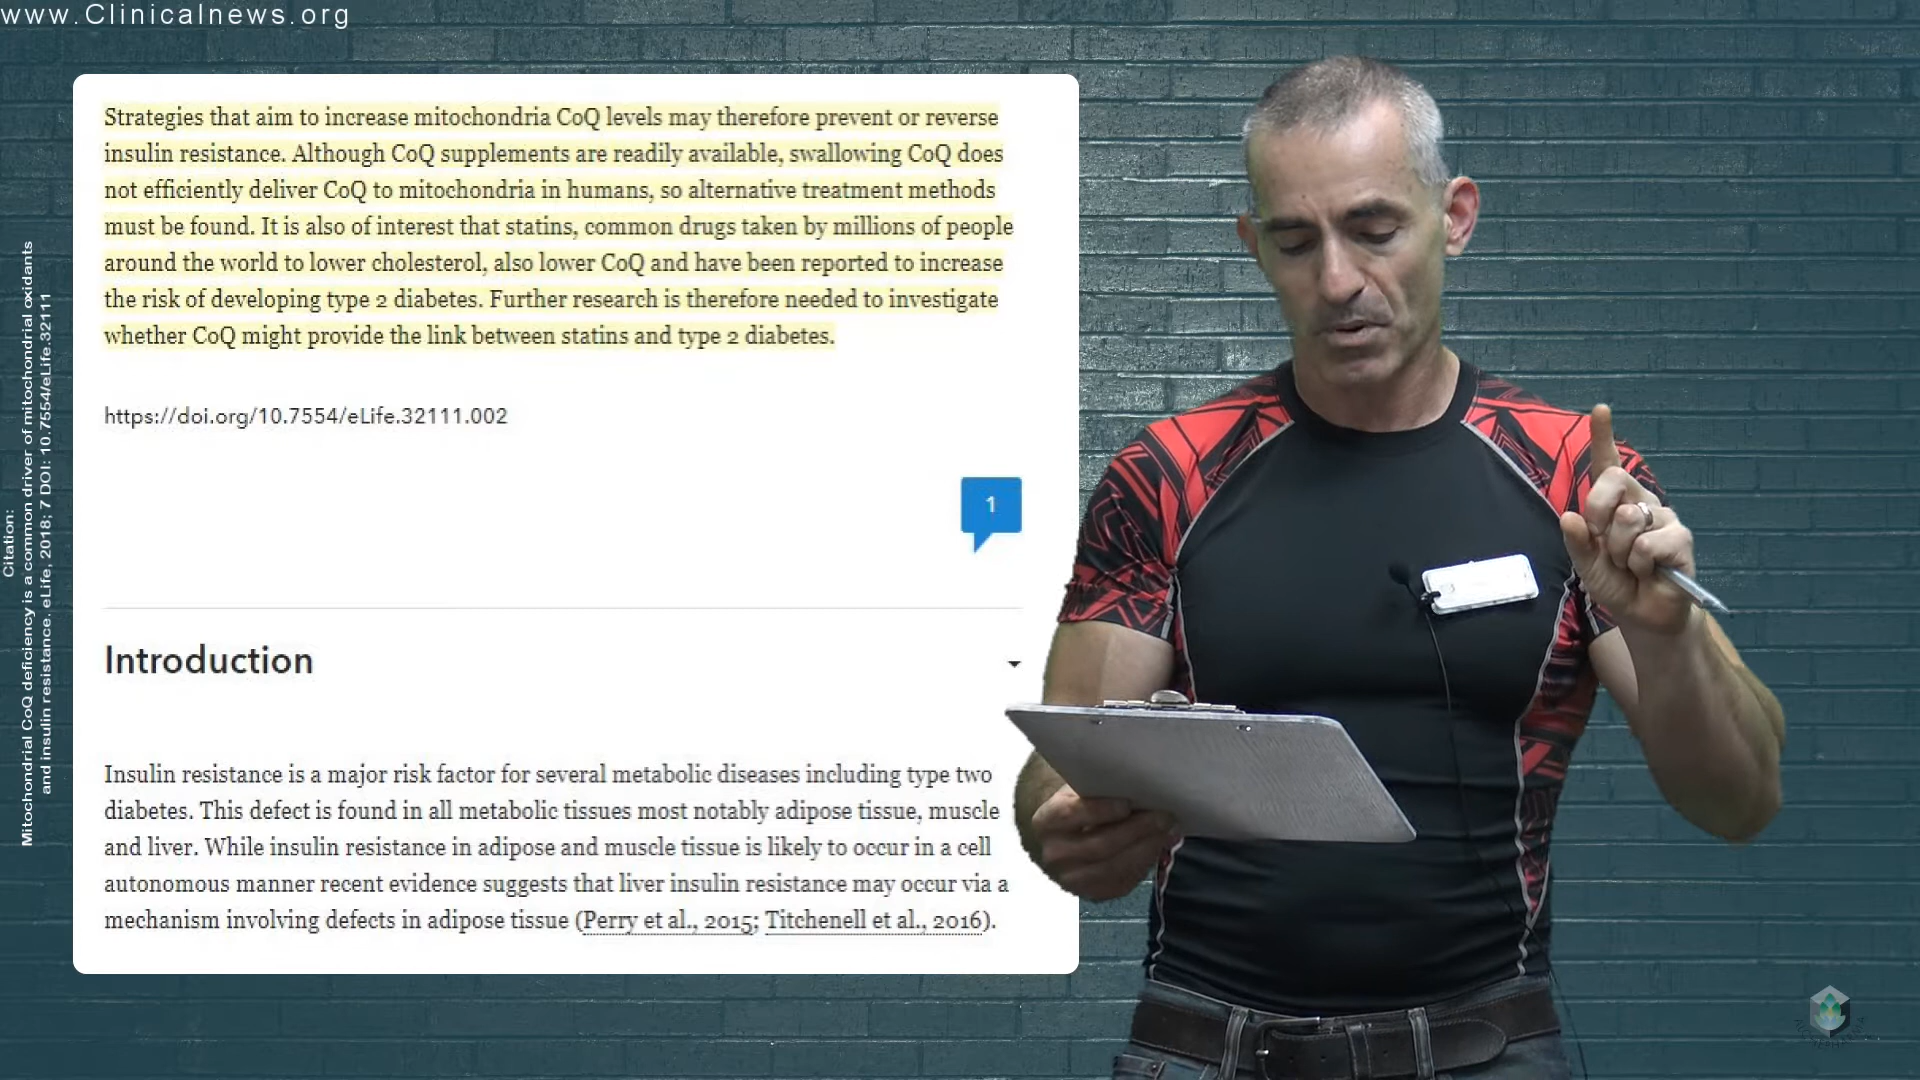 www.Clinicalnews.org
Strategies that aim to increase mitochondria CoQ levels may therefore prevent or reverse
insulin resistance. Although CoQ supplements are readily available, swallowing CoQ does
not efficiently deliver CoQ to mitochondria in humans, so alternative treatment methods
must be found. It is also of interest that statins, common drugs taken by millions of people
around the world to lower cholesterol, also lower CoQ and have been reported to increase
the risk of developing type 2 diabetes. Further research is therefore needed to investigate
whether CoQ might provide the link between statins and type 2 diabetes.
https://doi.org/10.7554/eLife.32111.002
1
Introduction
Insulin resistance is a major risk factor for several metabolic diseases including type two
diabetes. This defect is found in all metabolic tissues most notably adipose tissue, muscle
and liver. While insulin resistance in adipose and muscle tissue is likely to occur in a cell
autonomous manner recent evidence suggests that liver insulin resistance may occur via a
mechanism involving defects in adipose tissue (Perry et al., 2015; Titchenell et al., 2016).
Citation:
Mitochondrial CoQ deficiency is a common driver of mitochondrial oxidants
and insulin resistance. eLife, 2018; 7 DOI: 10.7554/eLife.32111